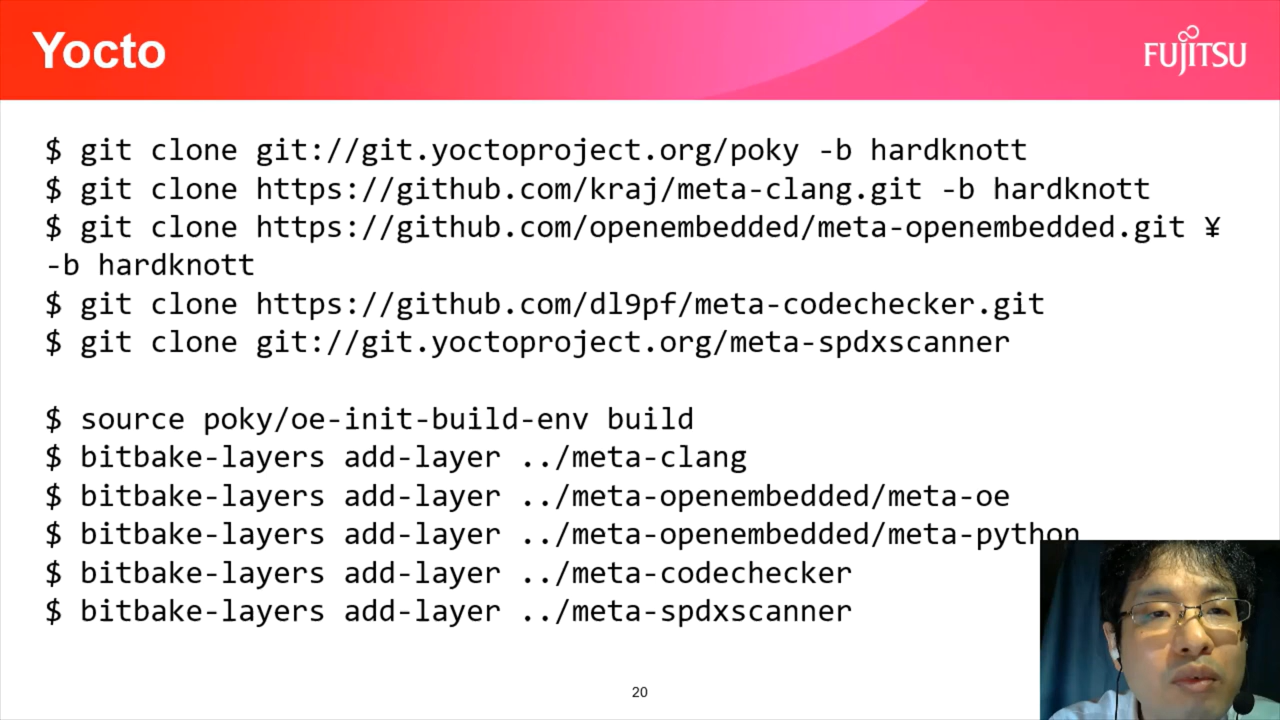 Yocto
FUJITSU
$ git clone git://git.yoctoproject.org/poky -b hardknott
$ git clone https://github.com/kraj/meta-clang.git -b hardknott
$ git clone https://github.com/openembedded/meta-openembedded.git ¥
-b hardknott
$ git clone https://github.com/dl9pf/meta-codechecker.git
$ git clone git://git.yoctoproject.org/meta-spdxscanner
$ source poky/oe-init-build-env build
$ bitbake-layers add-layer ../meta-clang
$ bitbake-layers add-layer ../meta-openembedded/meta-oe
$ bitbake-layers add-layer ../meta-openembedded/meta-python
$ bitbake-layers add-layer ../meta-codechecker
$ bitbake-layers add-layer ../meta-spdxscanner
20